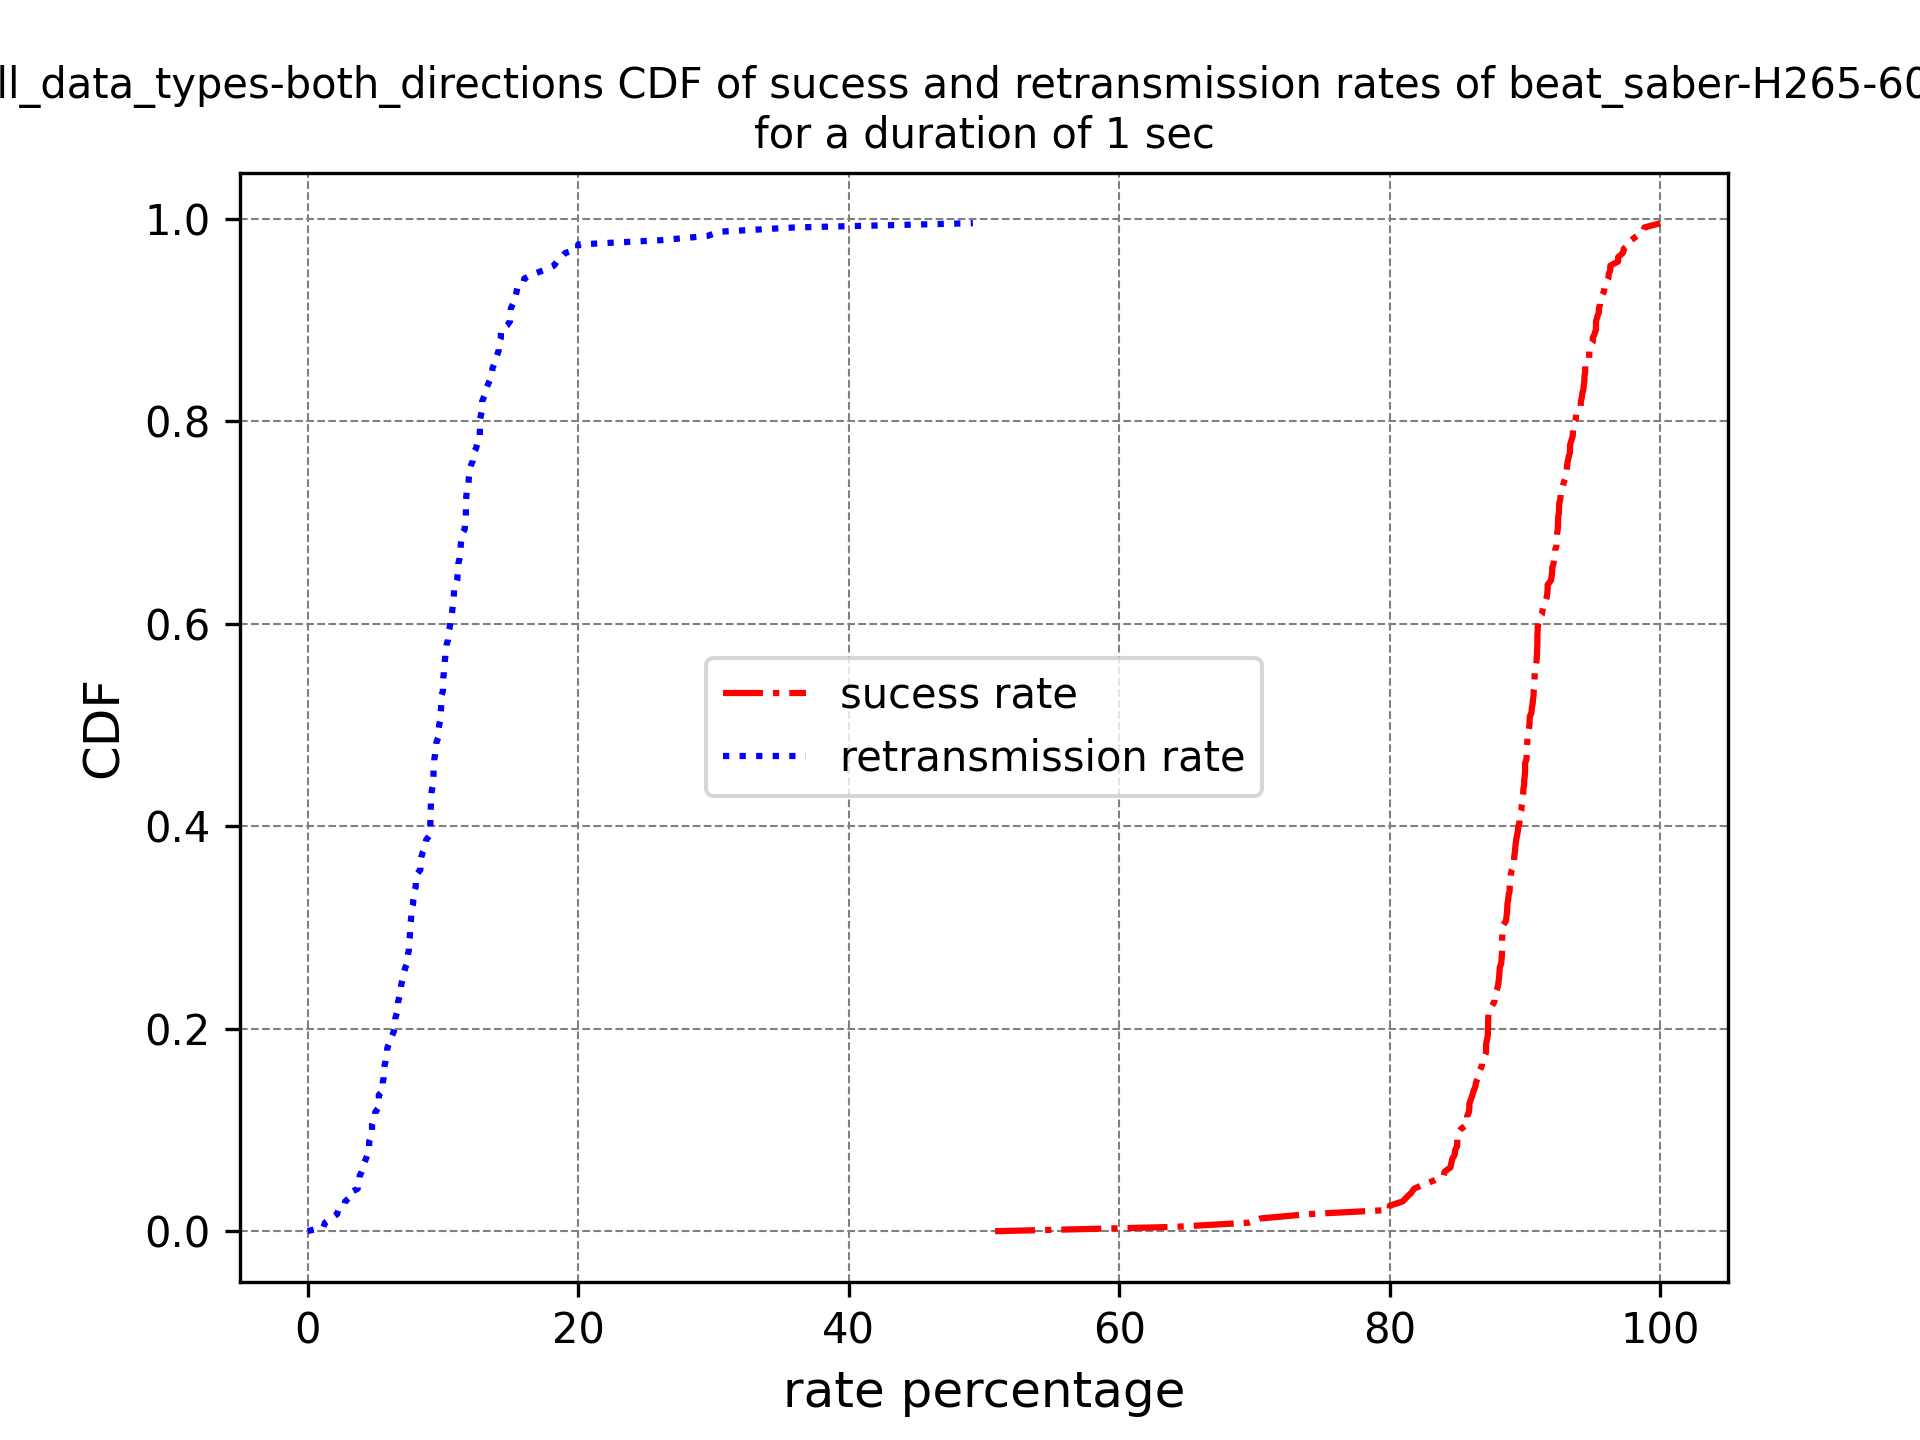 ll_data_types-both_directions CDF of sucess and retransmission rates of beat_saber-H265-60
for a duration of 1 sec
1.0
0.8
0.6
0.4
0.2
0.0
CDF
sucess rate
retransmission rate
0 20 40 60 80 100
rate percentage